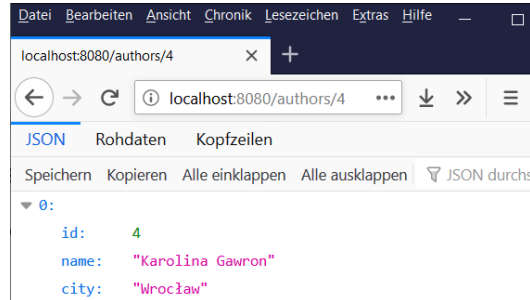 Datei Bearbeiten Ansicht Chronik Lesezeichen Extras Hilfe
localhost:8080/authors/4
localhost:8080/authors/4
JSON Rohdaten Kopfzeilen
Speichern Kopieren Alle einklappen Alle ausklappen JSON durchs
0:
id: 4
name: "Karolina Gawron"
city: "Wrocław"